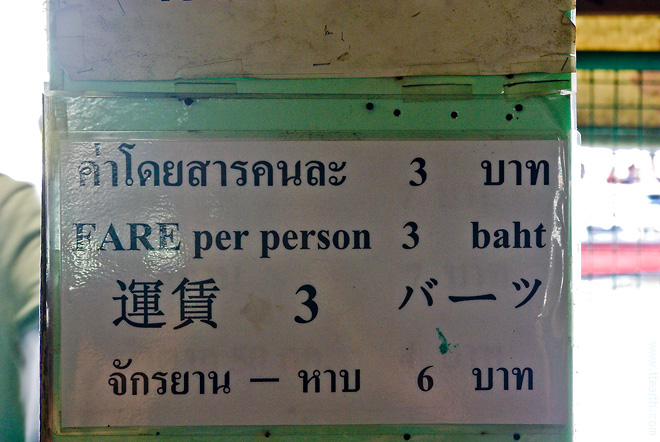 ค่าโดยสารคนละ 3 บาท
FARE per person 3 baht
運賃 3 バーツ
จักรยาน – หาบ 6 บาท